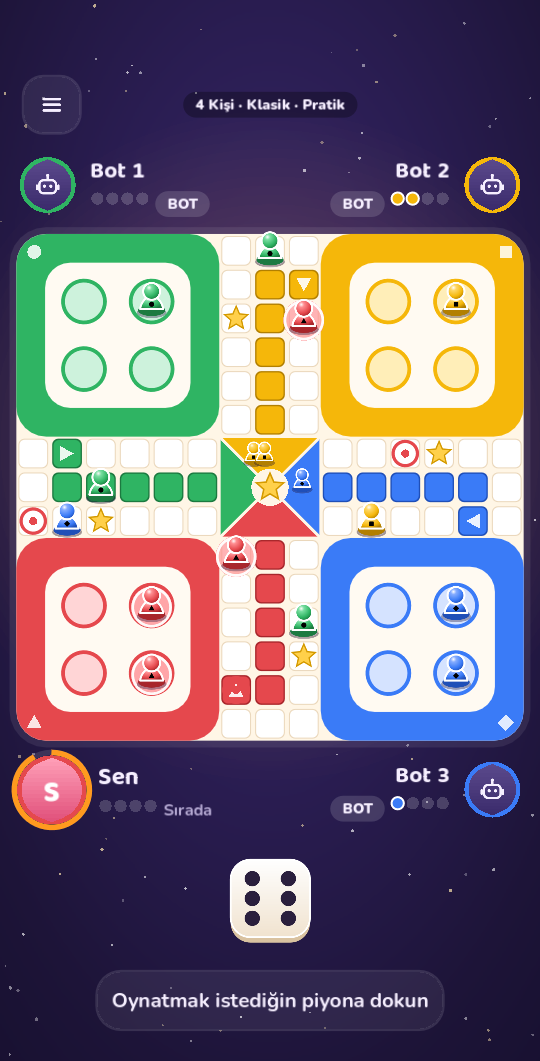 4 Kişi · Klasik · Pratik
Bot 1
BOT
Bot 2
BOT
S
Sen
Sırada
Bot 3
BOT
Oynatmak istediğin piyona dokun